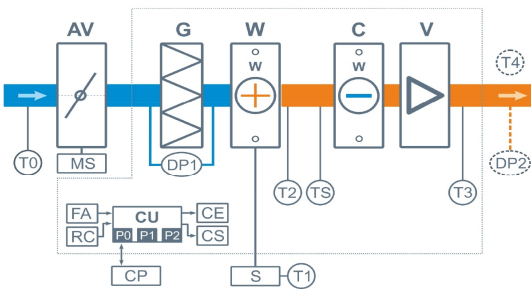 AV G W C V
W W
T4
T0
MS
DP1
T2 TS T3
DP2
FA CU CE
RC P0 P1 P2 CS
CP S T1